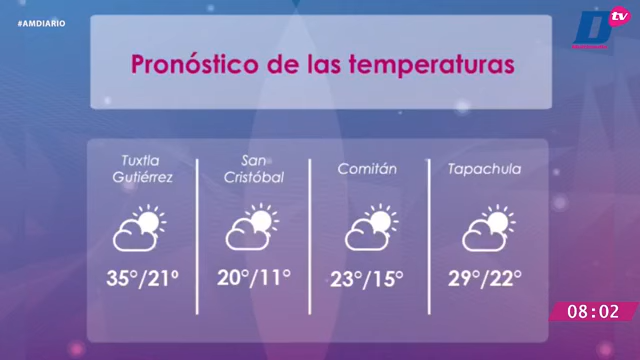 #AMDIARIO
D tv
Pronóstico de las temperaturas
Tuxtla
Gutiérrez
San
Cristóbal
Comitán
Tapachula
35°/21º
20°/11°
23°/15°
29°/22°
08:02